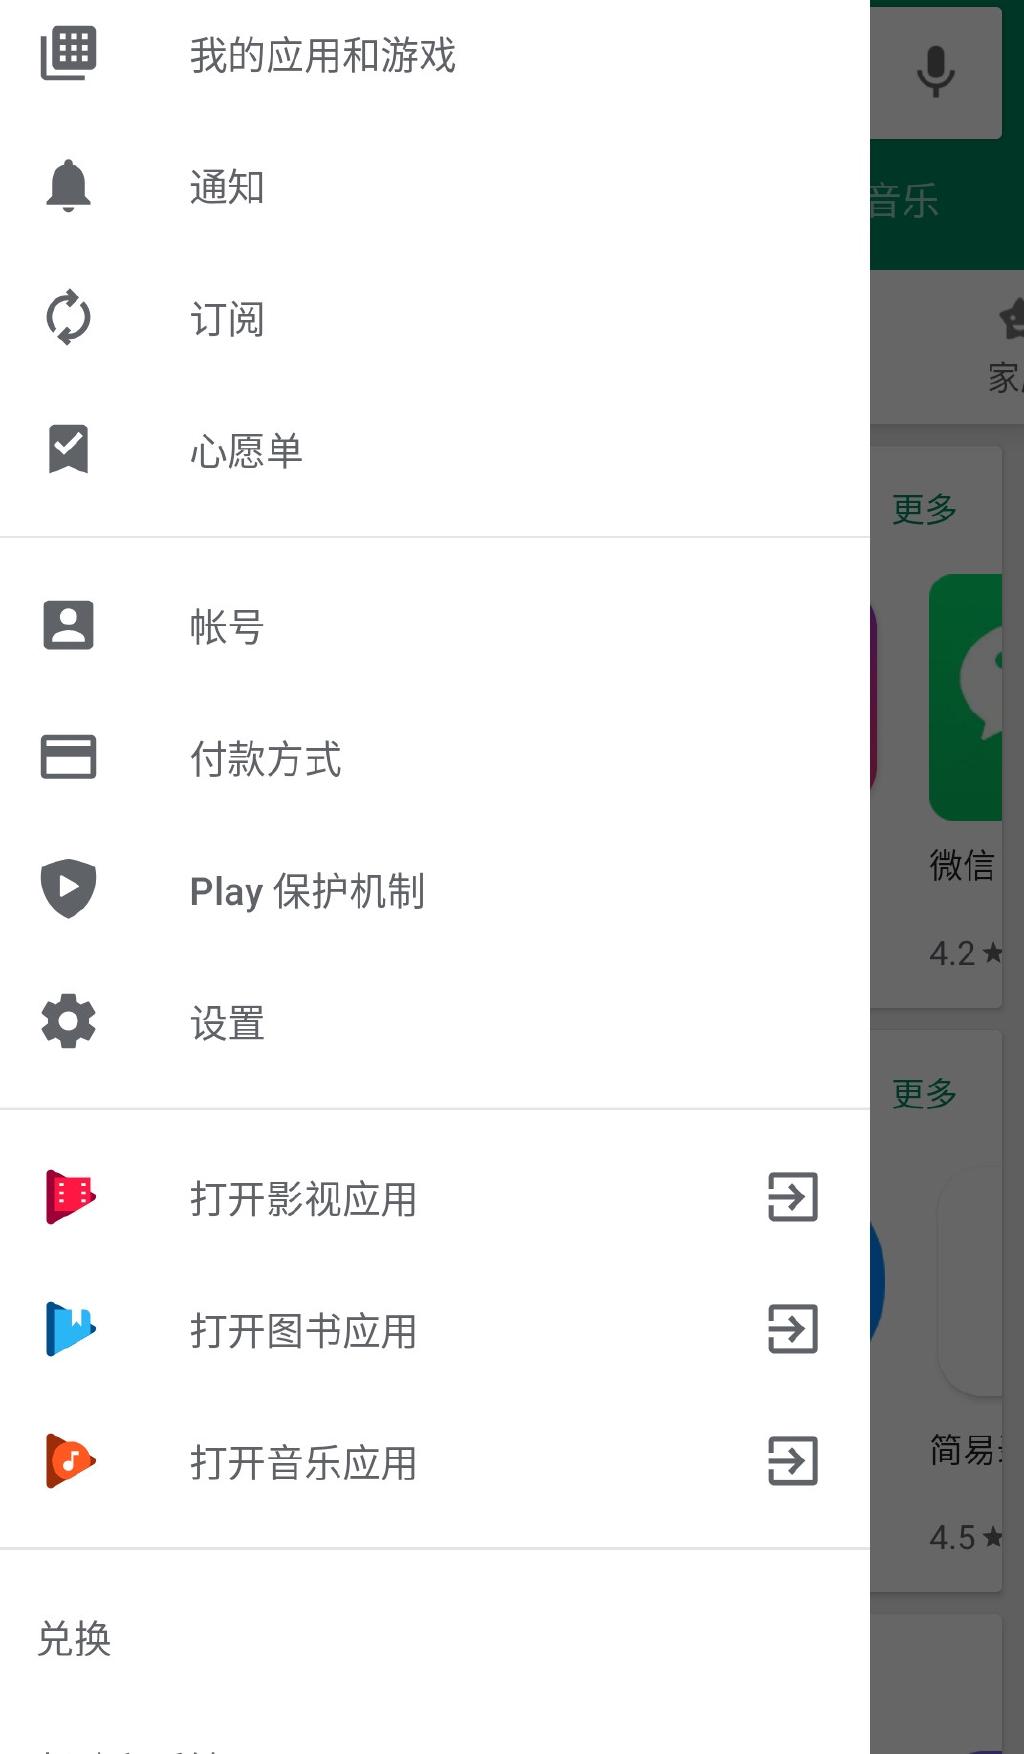 我的应用和游戏
通知
订阅
心愿单
帐号
付款方式
Play 保护机制
设置
打开影视应用
打开图书应用
打开音乐应用
兑换
音乐
家
更多
微信
4.2
更多
简易
4.5